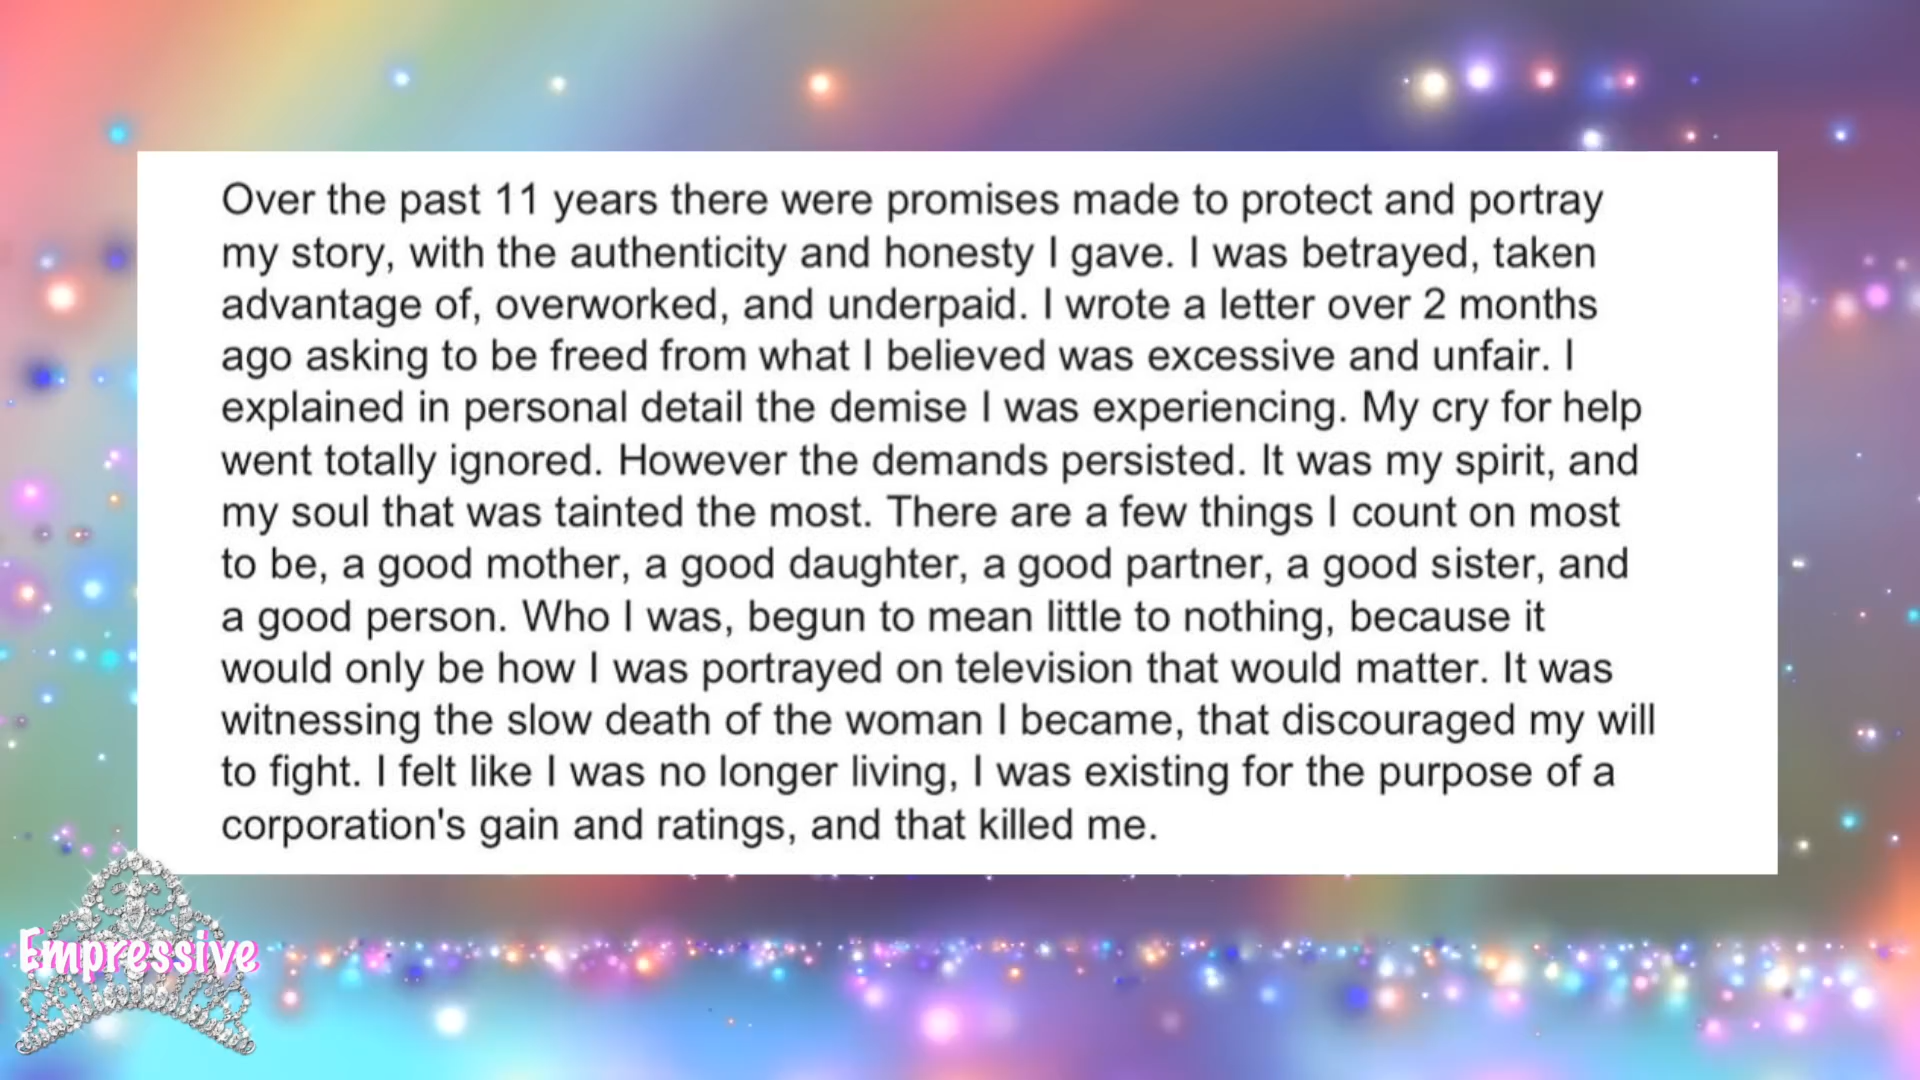 Over the past 11 years there were promises made to protect and portray
my story, with the authenticity and honesty I gave. I was betrayed, taken
advantage of, overworked, and underpaid. I wrote a letter over 2 months
ago asking to be freed from what I believed was excessive and unfair. I
explained in personal detail the demise I was experiencing. My cry for help
went totally ignored. However the demands persisted. It was my spirit, and
my soul that was tainted the most. There are a few things I count on most
to be, a good mother, a good daughter, a good partner, a good sister, and
a good person. Who I was, begun to mean little to nothing, because it
would only be how I was portrayed on television that would matter. It was
witnessing the slow death of the woman I became, that discouraged my will
to fight. I felt like I was no longer living, I was existing for the purpose of a
corporation's gain and ratings, and that killed me.
Empressive